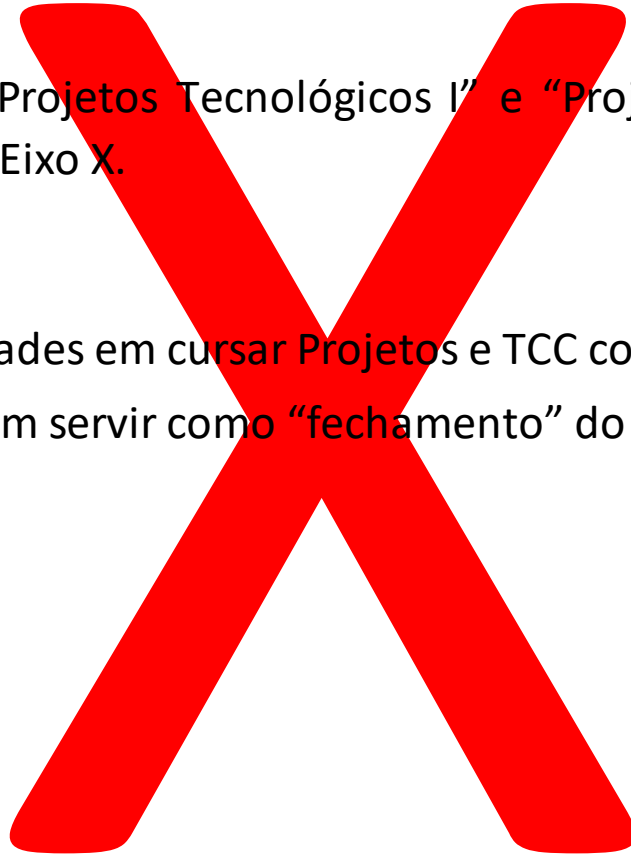 Projetos Tecnológicos I” e “Proj
Eixo X.
ades em cursar Projetos e TCC co
m servir como “fechamento” do